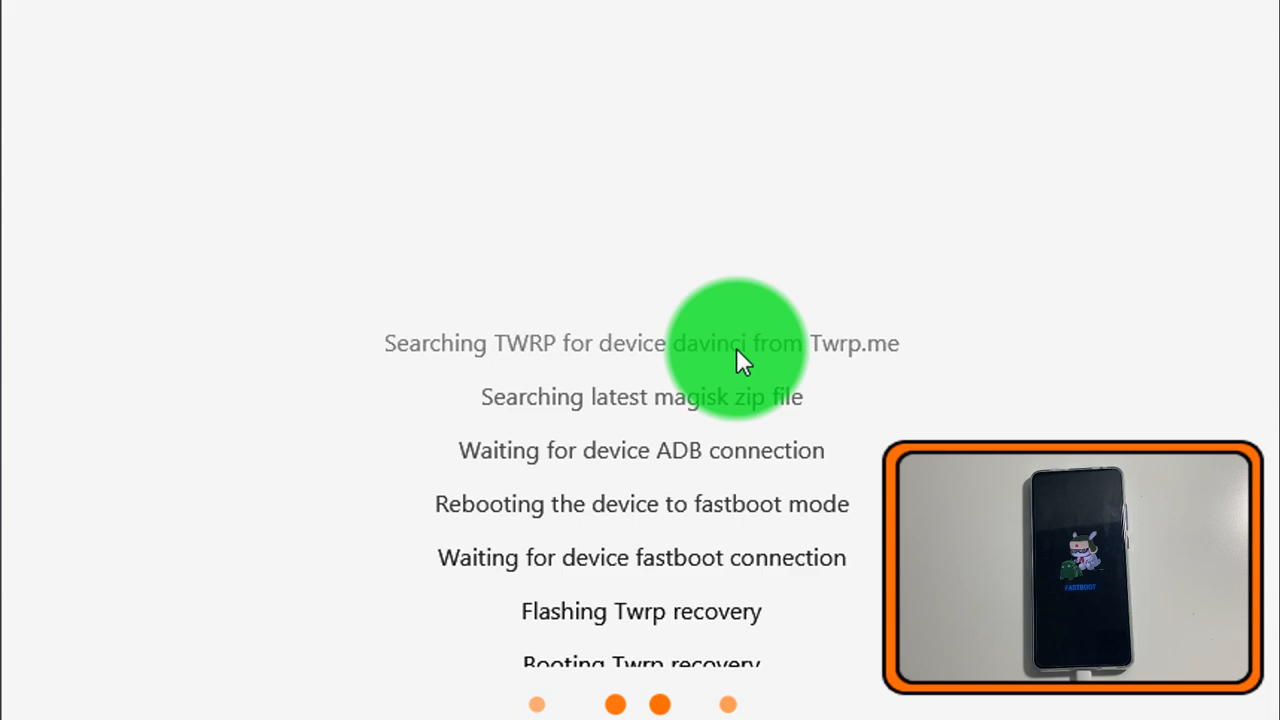 Searching TWRP for device davinci from Twrp.me
Searching latest magisk zip file
Waiting for device ADB connection
Rebooting the device to fastboot mode
Waiting for device fastboot connection
Flashing Twrp recovery
Booting Twrp recovery
FASTBOOT